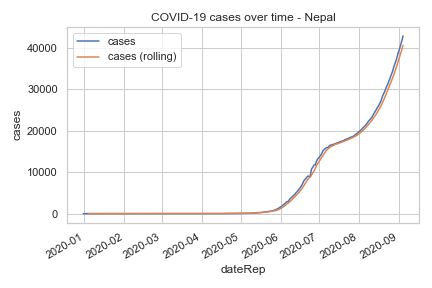 COVID-19 cases over time - Nepal
cases
cases (rolling)
40000
30000
20000
10000
0
cases
2020-01
2020-02
2020-03
2020-04
2020-05
2020-06
2020-07
2020-08
2020-09
dateRep